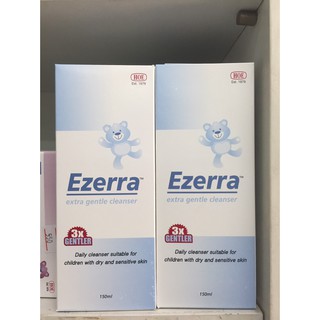 HOE
Est. 1979
Ezerra™
extra gentle cleanser
3x
GENTLER
Daily cleanser suitable for
children with dry and sensitive skin
150ml
HOE
Est. 1979
Ezerra™
extra gentle cleanser
3x
GENTLER
Daily cleanser suitable for
children with dry and sensitive skin
150ml